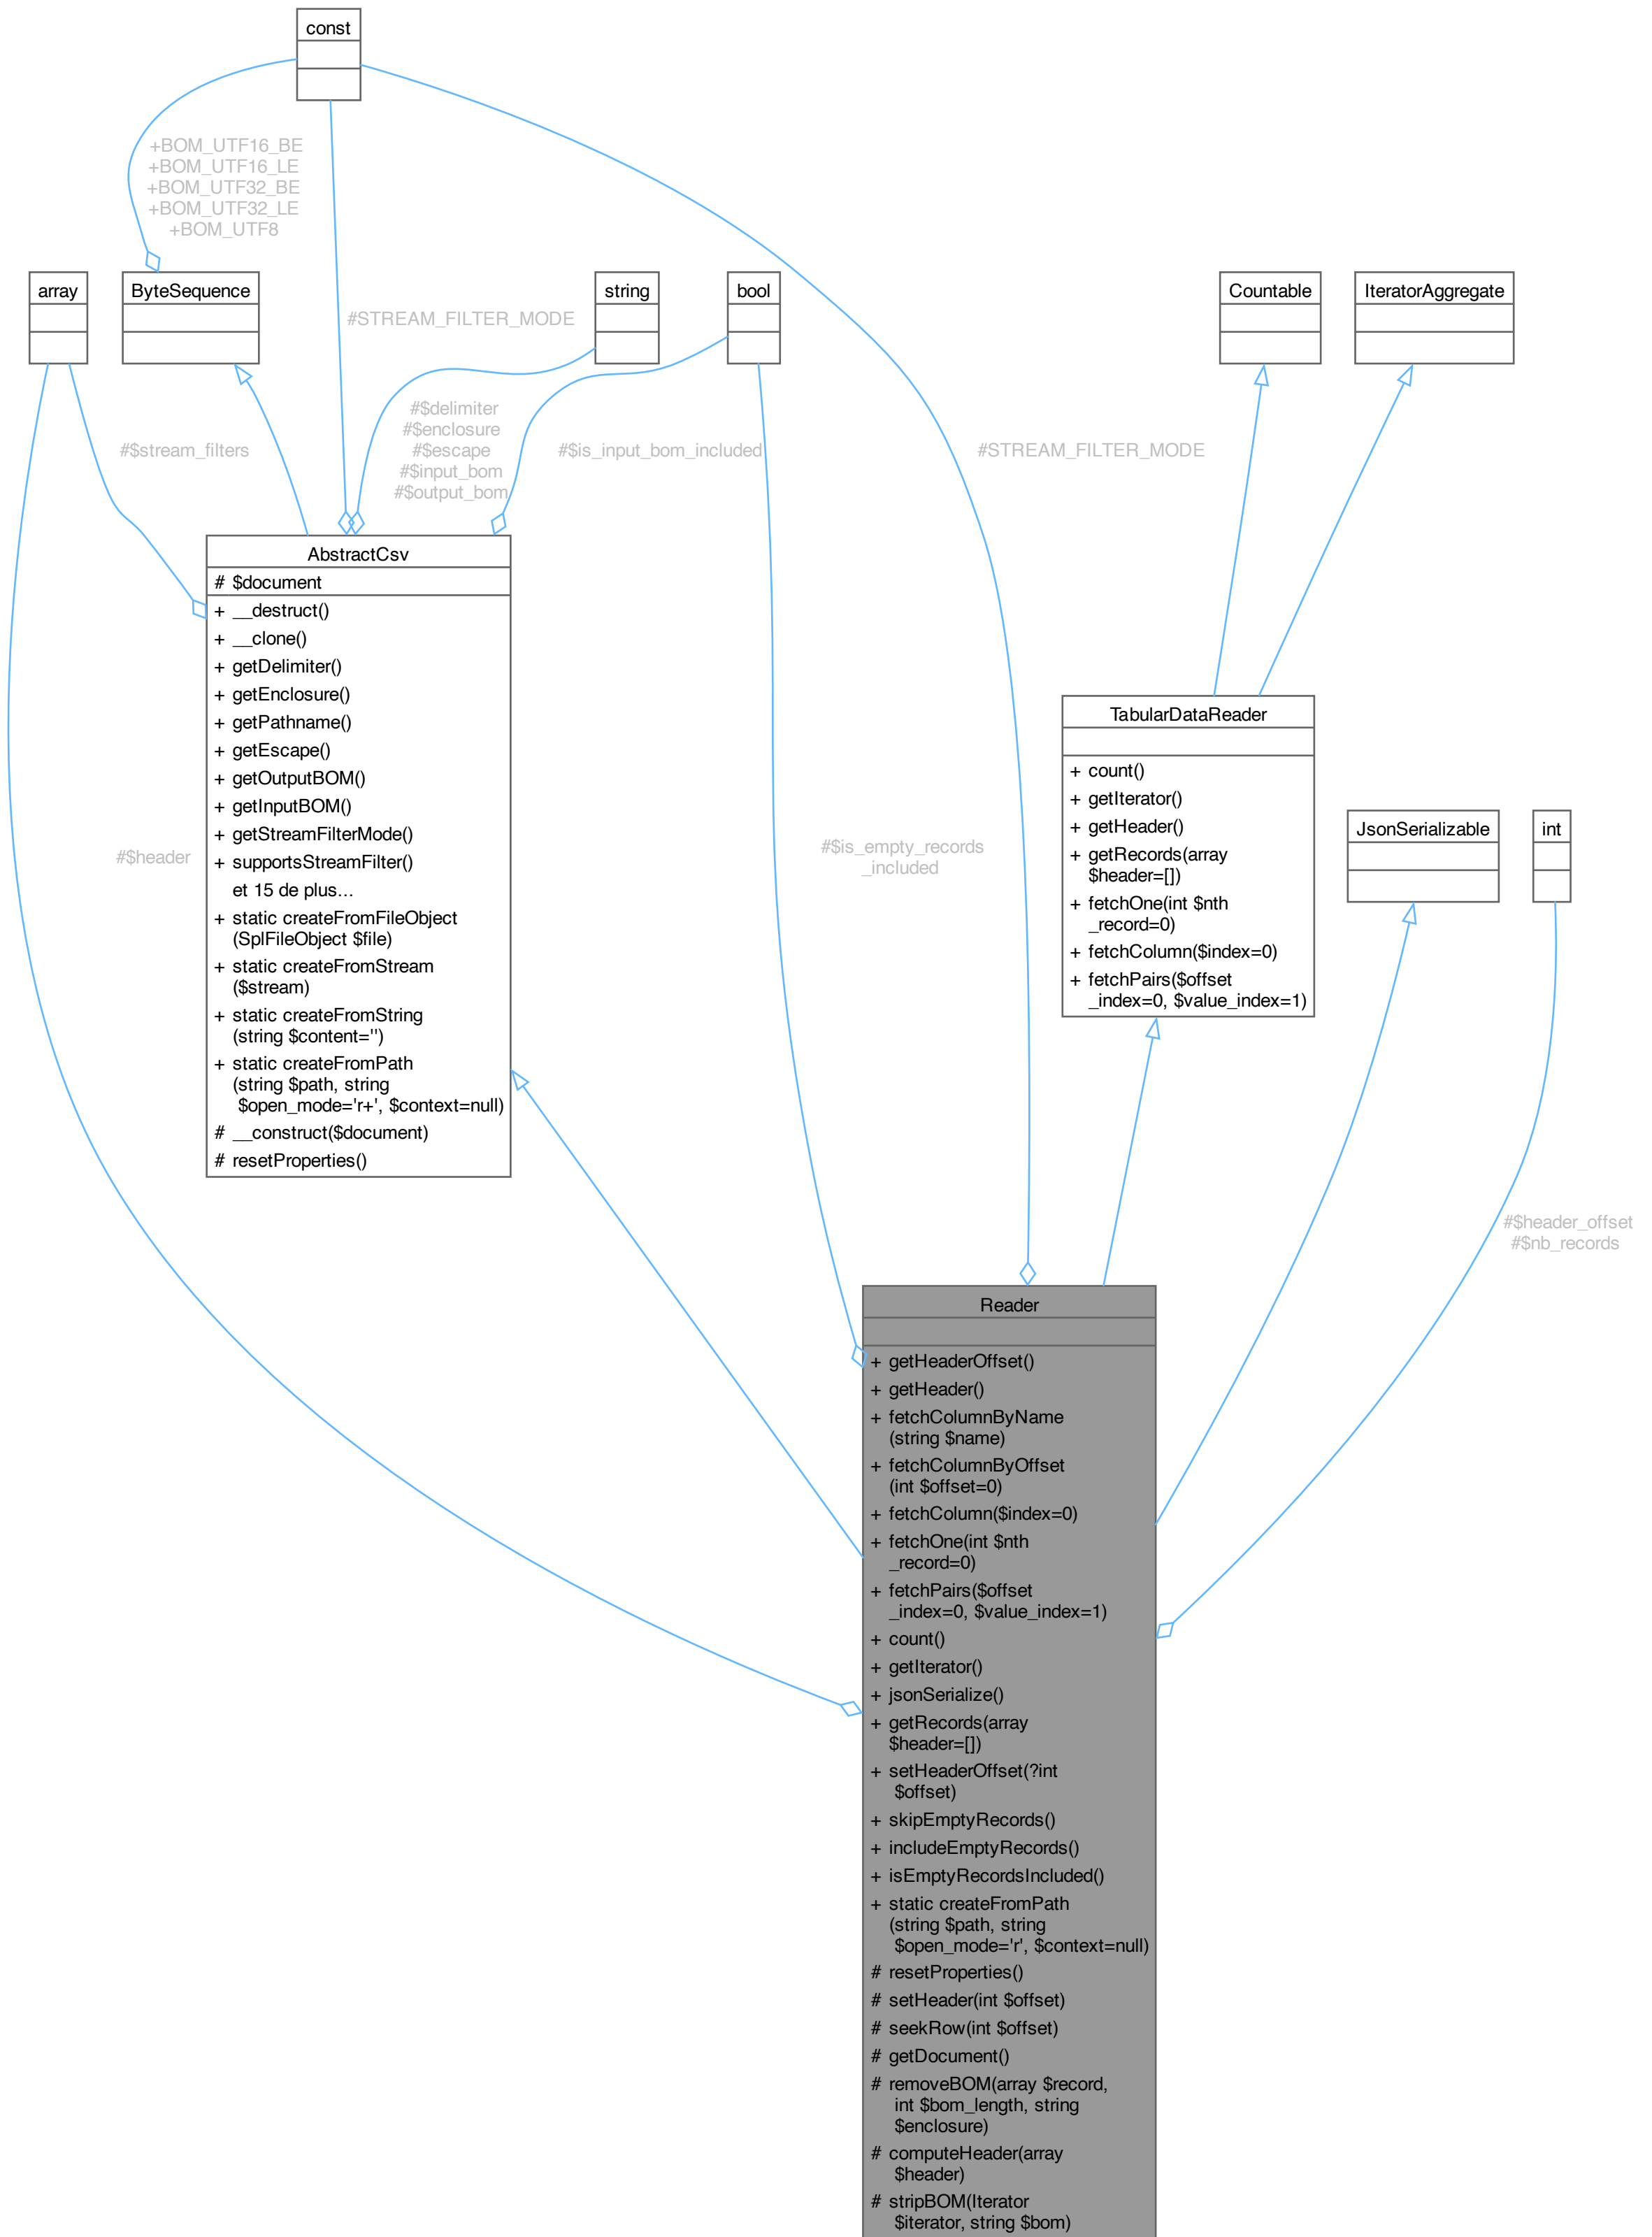 const
+BOM_UTF16_BE
+BOM_UTF16_LE
+BOM_UTF32_BE
+BOM_UTF32_LE
+BOM_UTF8
array
ByteSequence
string
bool
Countable
IteratorAggregate
#STREAM_FILTER_MODE
#$stream_filters
#$delimiter
#$enclosure
#$escape
#$input_bom
#$output_bom
#$is_input_bom_included
#STREAM_FILTER_MODE
AbstractCsv
# $document
+ __destruct()
+ __clone()
+ getDelimiter()
+ getEnclosure()
+ getPathname()
+ getEscape()
+ getOutputBOM()
+ getInputBOM()
+ getStreamFilterMode()
+ supportsStreamFilter()
et 15 de plus...
+ static createFromFileObject
(SplFileObject $file)
+ static createFromStream
($stream)
+ static createFromString
(string $content='')
+ static createFromPath
(string $path, string
$open_mode='r+', $context=null)
# __construct($document)
# resetProperties()
TabularDataReader
+ count()
+ getIterator()
+ getHeader()
+ getRecords(array
$header=[])
+ fetchOne(int $nth
_record=0)
+ fetchColumn($index=0)
+ fetchPairs($offset
_index=0, $value_index=1)
JsonSerializable
int
#$header
#$is_empty_records
_included
#$header_offset
#$nb_records
Reader
+ getHeaderOffset()
+ getHeader()
+ fetchColumnByName
(string $name)
+ fetchColumnByOffset
(int $offset=0)
+ fetchColumn($index=0)
+ fetchOne(int $nth
_record=0)
+ fetchPairs($offset
_index=0, $value_index=1)
+ count()
+ getIterator()
+ jsonSerialize()
+ getRecords(array
$header=[])
+ setHeaderOffset(?int
$offset)
+ skipEmptyRecords()
+ includeEmptyRecords()
+ isEmptyRecordsIncluded()
+ static createFromPath
(string $path, string
$open_mode='r', $context=null)
# resetProperties()
# setHeader(int $offset)
# seekRow(int $offset)
# getDocument()
# removeBOM(array $record,
int $bom_length, string
$enclosure)
# computeHeader(array
$header)
# stripBOM(Iterator
$iterator, string $bom)